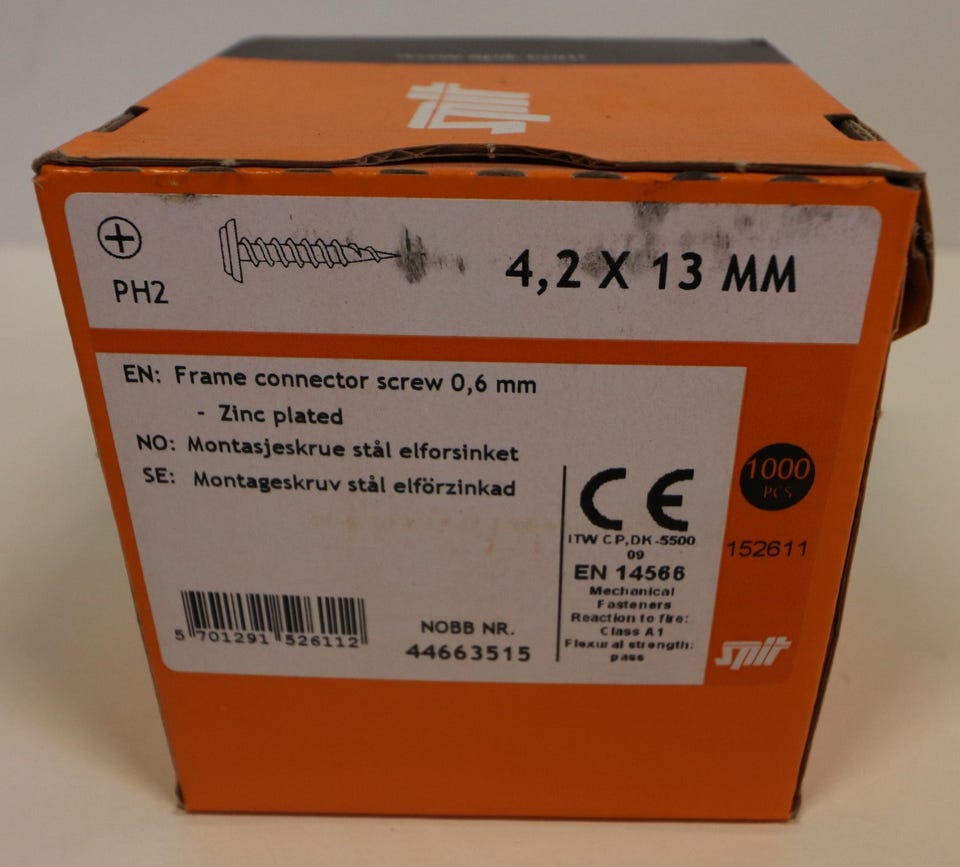 spit
PH2
4,2 X 13 MM
EN: Frame connector screw 0,6 mm
- Zinc plated
NO: Montasjeskrue stål elforsinket
SE: Montageskruv stål elförzinkad
1000
PCS
152611
CE
ITW CP,DK-5500
09
EN 14566
Mechanical
Fasteners
Reaction to fire:
Class A1
Flexural strength:
pass
5 701291 526112
NOBB NR.
44663515
spit